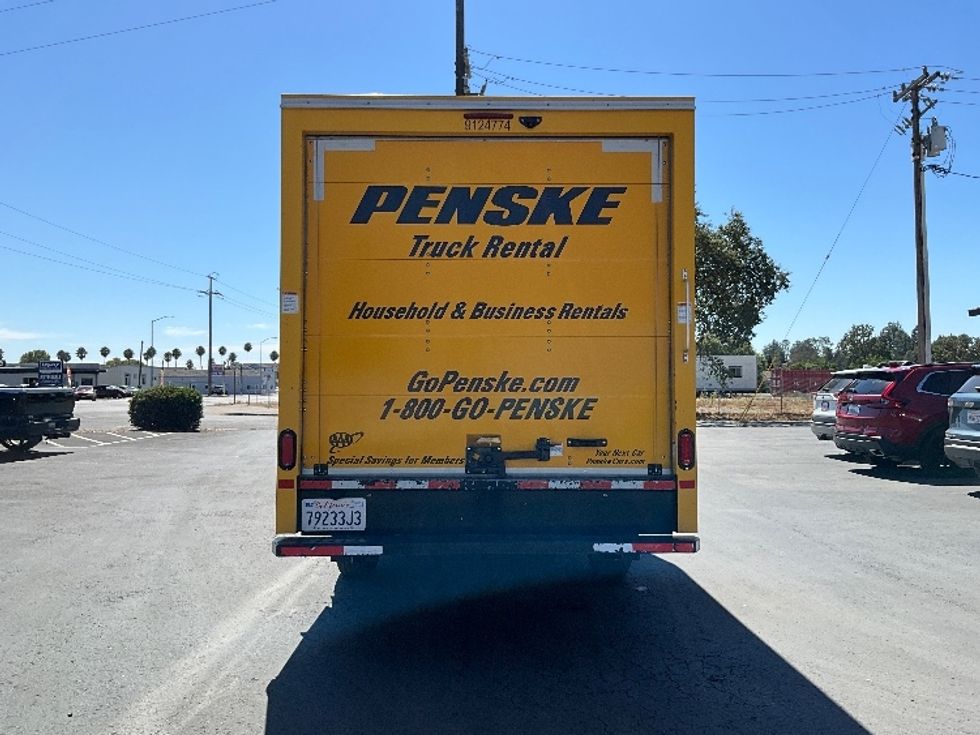 9124774
PENSKE
Truck Rental
Household & Business Rentals
GoPenske.com
1-800-GO-PENSKE
AAA
Special Savings for Members
Your Next Car
PenskeCars.com
California
79233J3